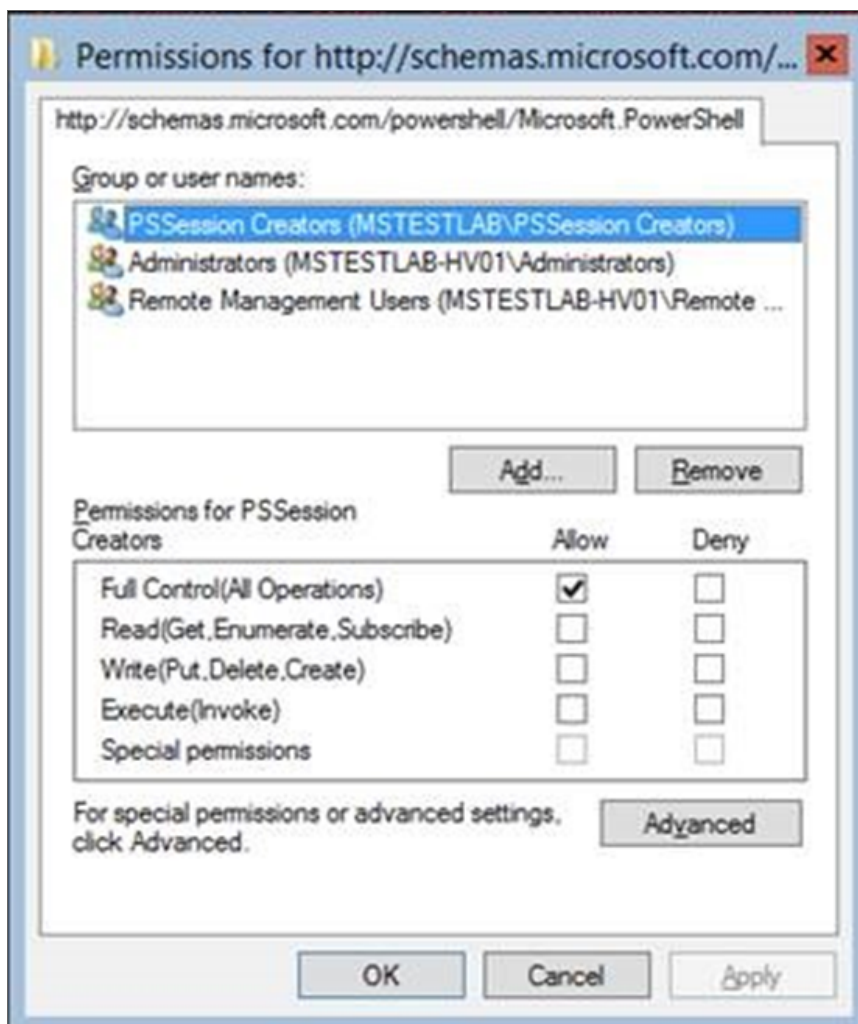 Permissions for http://schemas.microsoft.com/...
http://schemas.microsoft.com/powershell/Microsoft.PowerShell
Group or user names:
PSSession Creators (MSTESTLAB\PSSession Creators)
Administrators (MSTESTLAB-HV01\Administrators)
Remote Management Users (MSTESTLAB-HV01\Remote ...
Add... Remove
Permissions for PSSession
Creators Allow Deny
Full Control(All Operations)
Read(Get,Enumerate,Subscribe)
Write(Put,Delete,Create)
Execute(Invoke)
Special permissions
For special permissions or advanced settings,
click Advanced.
Advanced
OK Cancel Apply